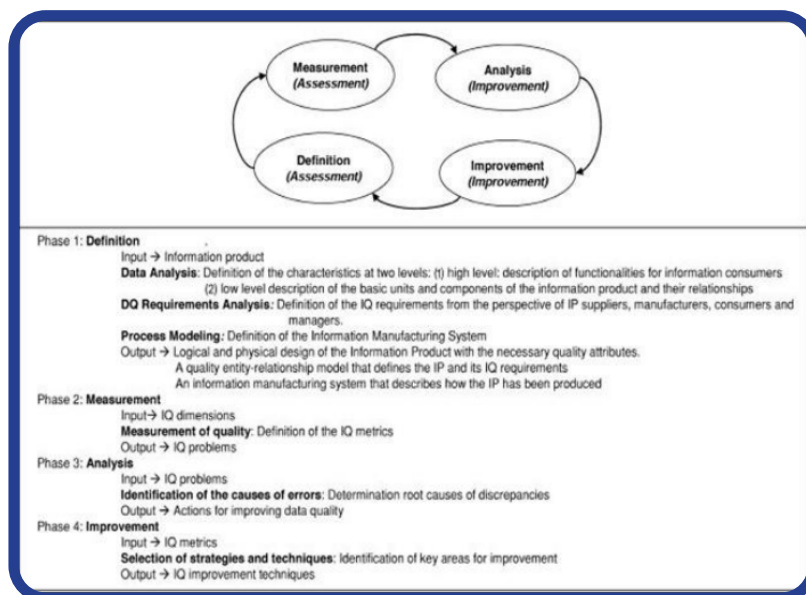 Measurement
(Assessment)
Analysis
(Improvement)
Definition
(Assessment)
Improvement
(Improvement)
Phase 1: Definition
Input → Information product
Data Analysis: Definition of the characteristics at two levels: (1) high level: description of functionalities for information consumers
(2) low level description of the basic units and components of the information product and their relationships
DQ Requirements Analysis: Definition of the IQ requirements from the perspective of IP suppliers, manufacturers, consumers and
managers.
Process Modeling: Definition of the Information Manufacturing System
Output → Logical and physical design of the Information Product with the necessary quality attributes.
A quality entity-relationship model that defines the IP and its IQ requirements
An information manufacturing system that describes how the IP has been produced
Phase 2: Measurement
Input→ IQ dimensions
Measurement of quality: Definition of the IQ metrics
Output → IQ problems
Phase 3: Analysis
Input → IQ problems
Identification of the causes of errors: Determination root causes of discrepancies
Output → Actions for improving data quality
Phase 4: Improvement
Input → IQ metrics
Selection of strategies and techniques: Identification of key areas for improvement
Output → IQ improvement techniques